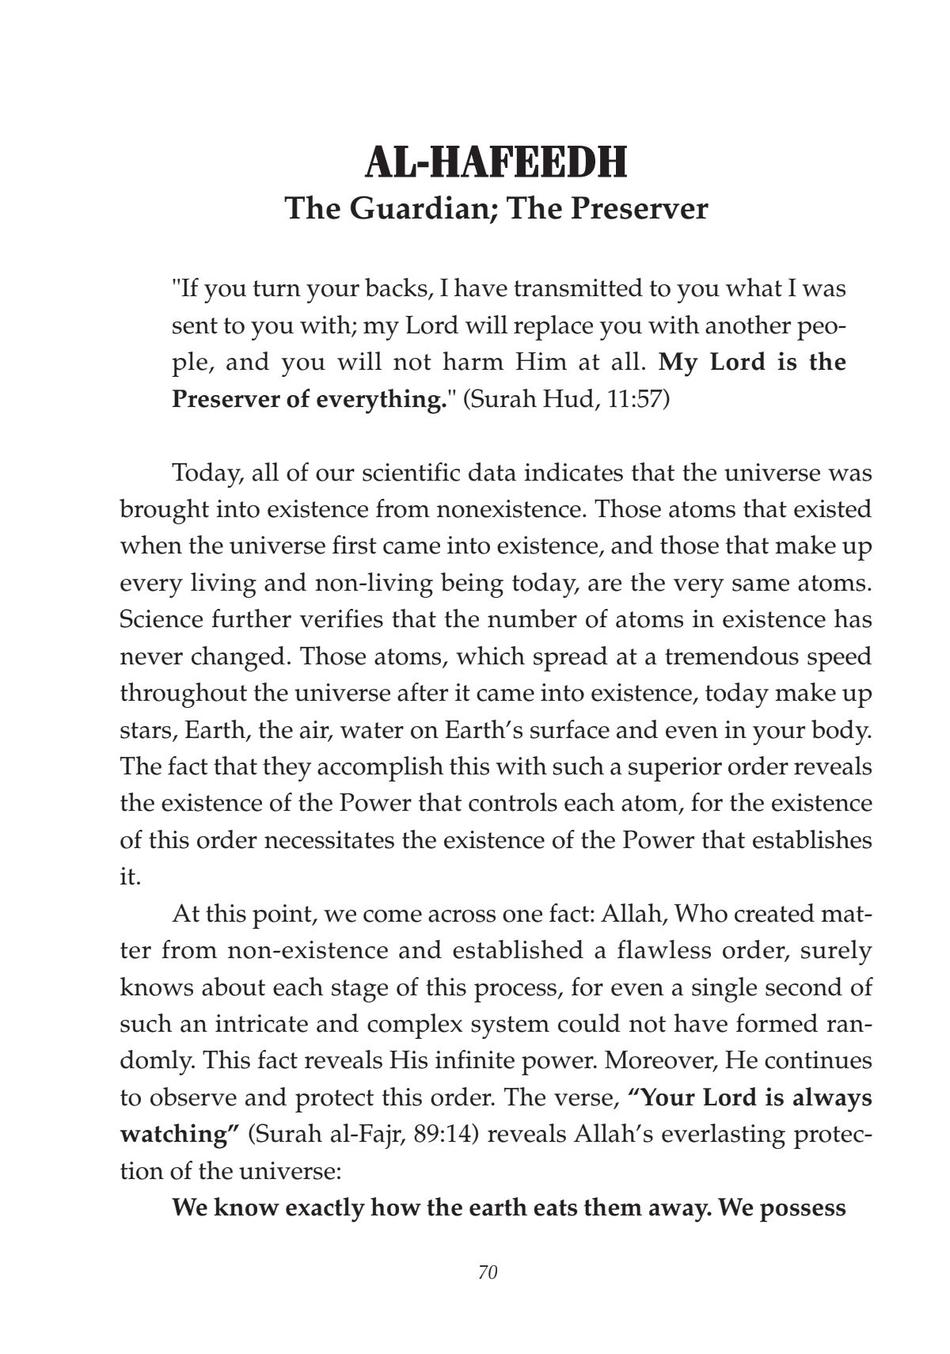 AL-HAFEEDH
The Guardian; The Preserver
"If you turn your backs, I have transmitted to you what I was
sent to you with; my Lord will replace you with another peo-
ple, and you will not harm Him at all. My Lord is the
Preserver of everything." (Surah Hud, 11:57)
Today, all of our scientific data indicates that the universe was
brought into existence from nonexistence. Those atoms that existed
when the universe first came into existence, and those that make up
every living and non-living being today, are the very same atoms.
Science further verifies that the number of atoms in existence has
never changed. Those atoms, which spread at a tremendous speed
throughout the universe after it came into existence, today make up
stars, Earth, the air, water on Earth’s surface and even in your body.
The fact that they accomplish this with such a superior order reveals
the existence of the Power that controls each atom, for the existence
of this order necessitates the existence of the Power that establishes
it.
At this point, we come across one fact: Allah, Who created mat-
ter from non-existence and established a flawless order, surely
knows about each stage of this process, for even a single second of
such an intricate and complex system could not have formed ran-
domly. This fact reveals His infinite power. Moreover, He continues
to observe and protect this order. The verse, “Your Lord is always
watching” (Surah al-Fajr, 89:14) reveals Allah’s everlasting protec-
tion of the universe:
We know exactly how the earth eats them away. We possess
70